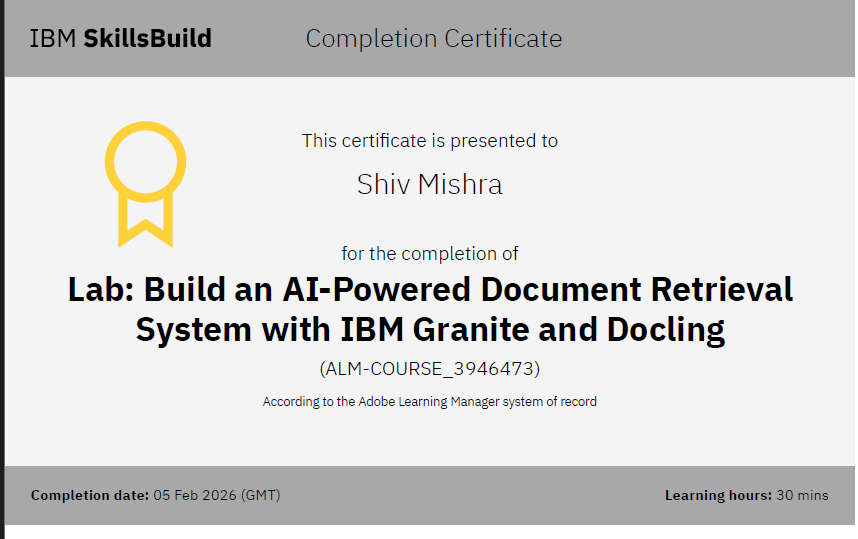 IBM SkillsBuild
Completion Certificate
This certificate is presented to
Shiv Mishra
for the completion of
Lab: Build an AI-Powered Document Retrieval
System with IBM Granite and Docling
(ALM-COURSE_3946473)
According to the Adobe Learning Manager system of record
Completion date: 05 Feb 2026 (GMT)
Learning hours: 30 mins